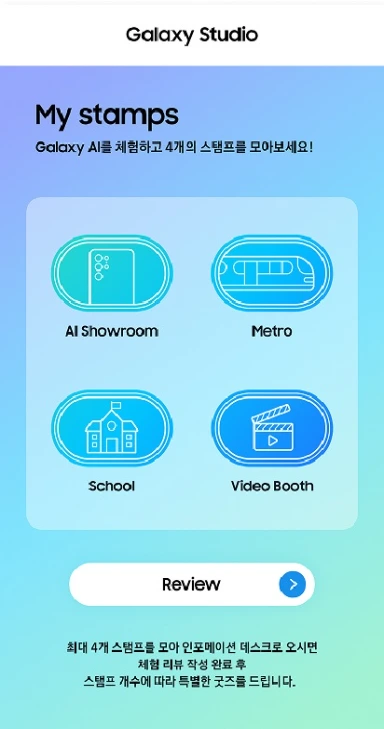 Galaxy Studio
My stamps
Galaxy AI를 체험하고 4개의 스탬프를 모아보세요!
AI Showroom
Metro
School
Video Booth
Review
최대 4개 스탬프를 모아 인포메이션 데스크로 오시면
체험 리뷰 작성 완료 후
스탬프 개수에 따라 특별한 굿즈를 드립니다.